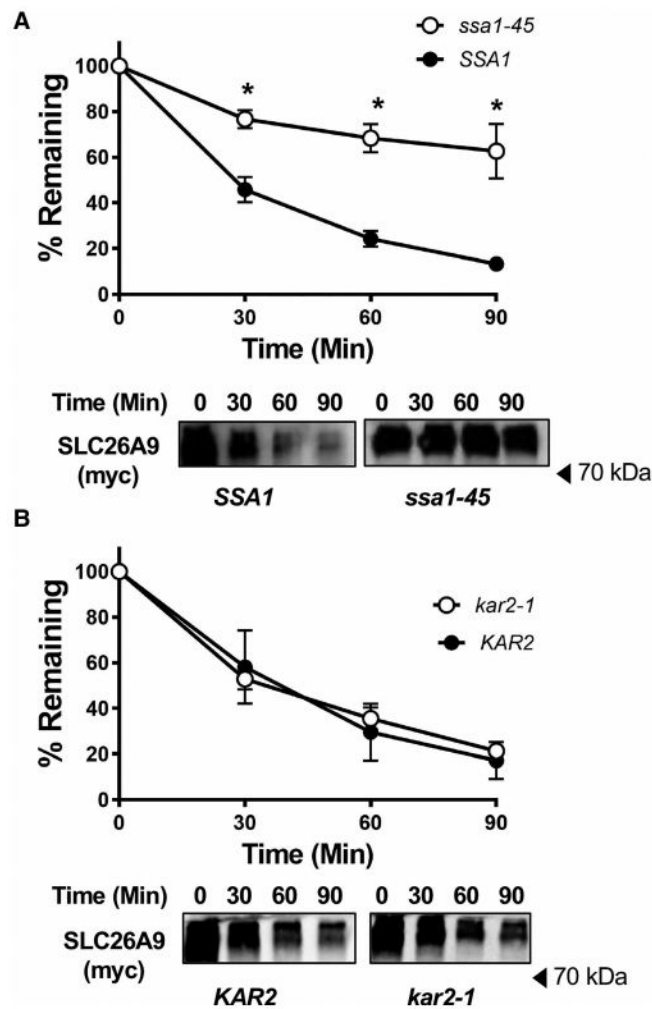 A
ssa1-45
SSA1
100
80
60
40
20
0
% Remaining
* * *
0 30 60 90
Time (Min)
Time (Min) 0 30 60 90 0 30 60 90
SLC26A9
(myc)
70 kDa
SSA1 ssa1-45
B
kar2-1
KAR2
100
80
60
40
20
0
% Remaining
0 30 60 90
Time (Min)
Time (Min) 0 30 60 90 0 30 60 90
SLC26A9
(myc)
70 kDa
KAR2 kar2-1